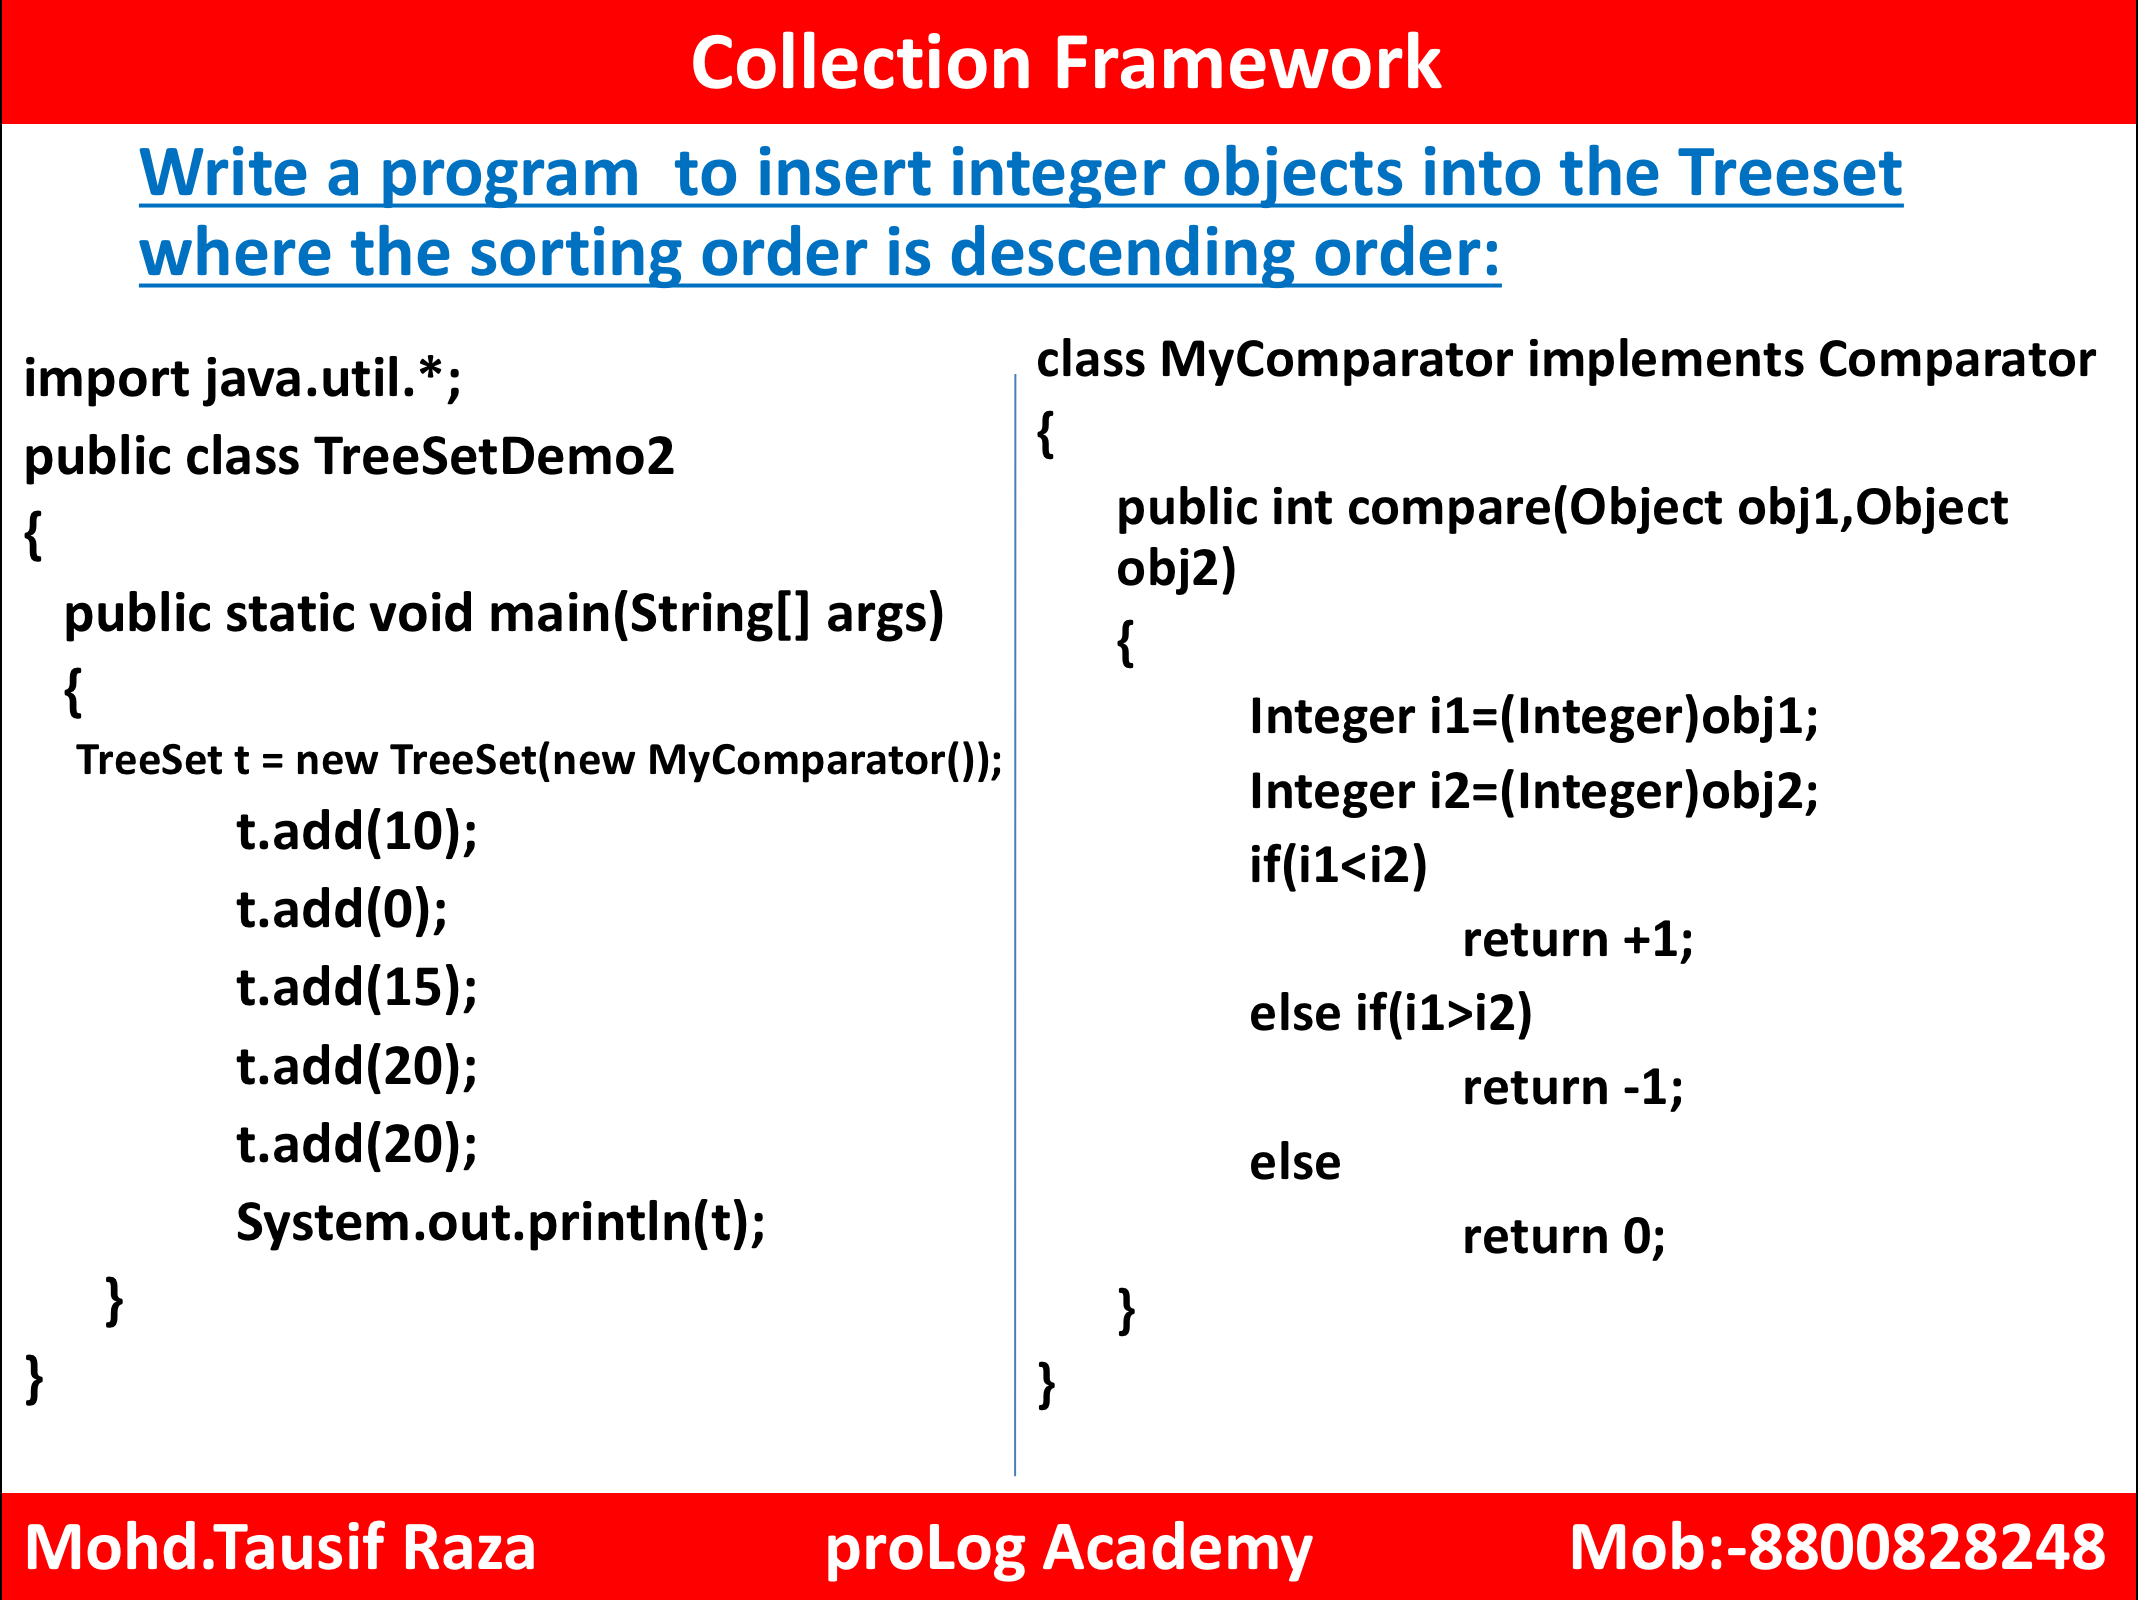 Collection Framework
Write a program  to insert integer objects into the Treeset
where the sorting order is descending order:
import java.util.*;
public class TreeSetDemo2
{
public static void main(String[] args)
{
TreeSet t = new TreeSet(new MyComparator());
t.add(10);
t.add(0);
t.add(15);
t.add(20);
t.add(20);
System.out.println(t);
}
}
class MyComparator implements Comparator
{
public int compare(Object obj1,Object
obj2)
{
Integer i1=(Integer)obj1;
Integer i2=(Integer)obj2;
if(i1<i2)
return +1;
else if(i1>i2)
return -1;
else
return 0;
}
}
Mohd.Tausif Raza proLog Academy Mob:-8800828248